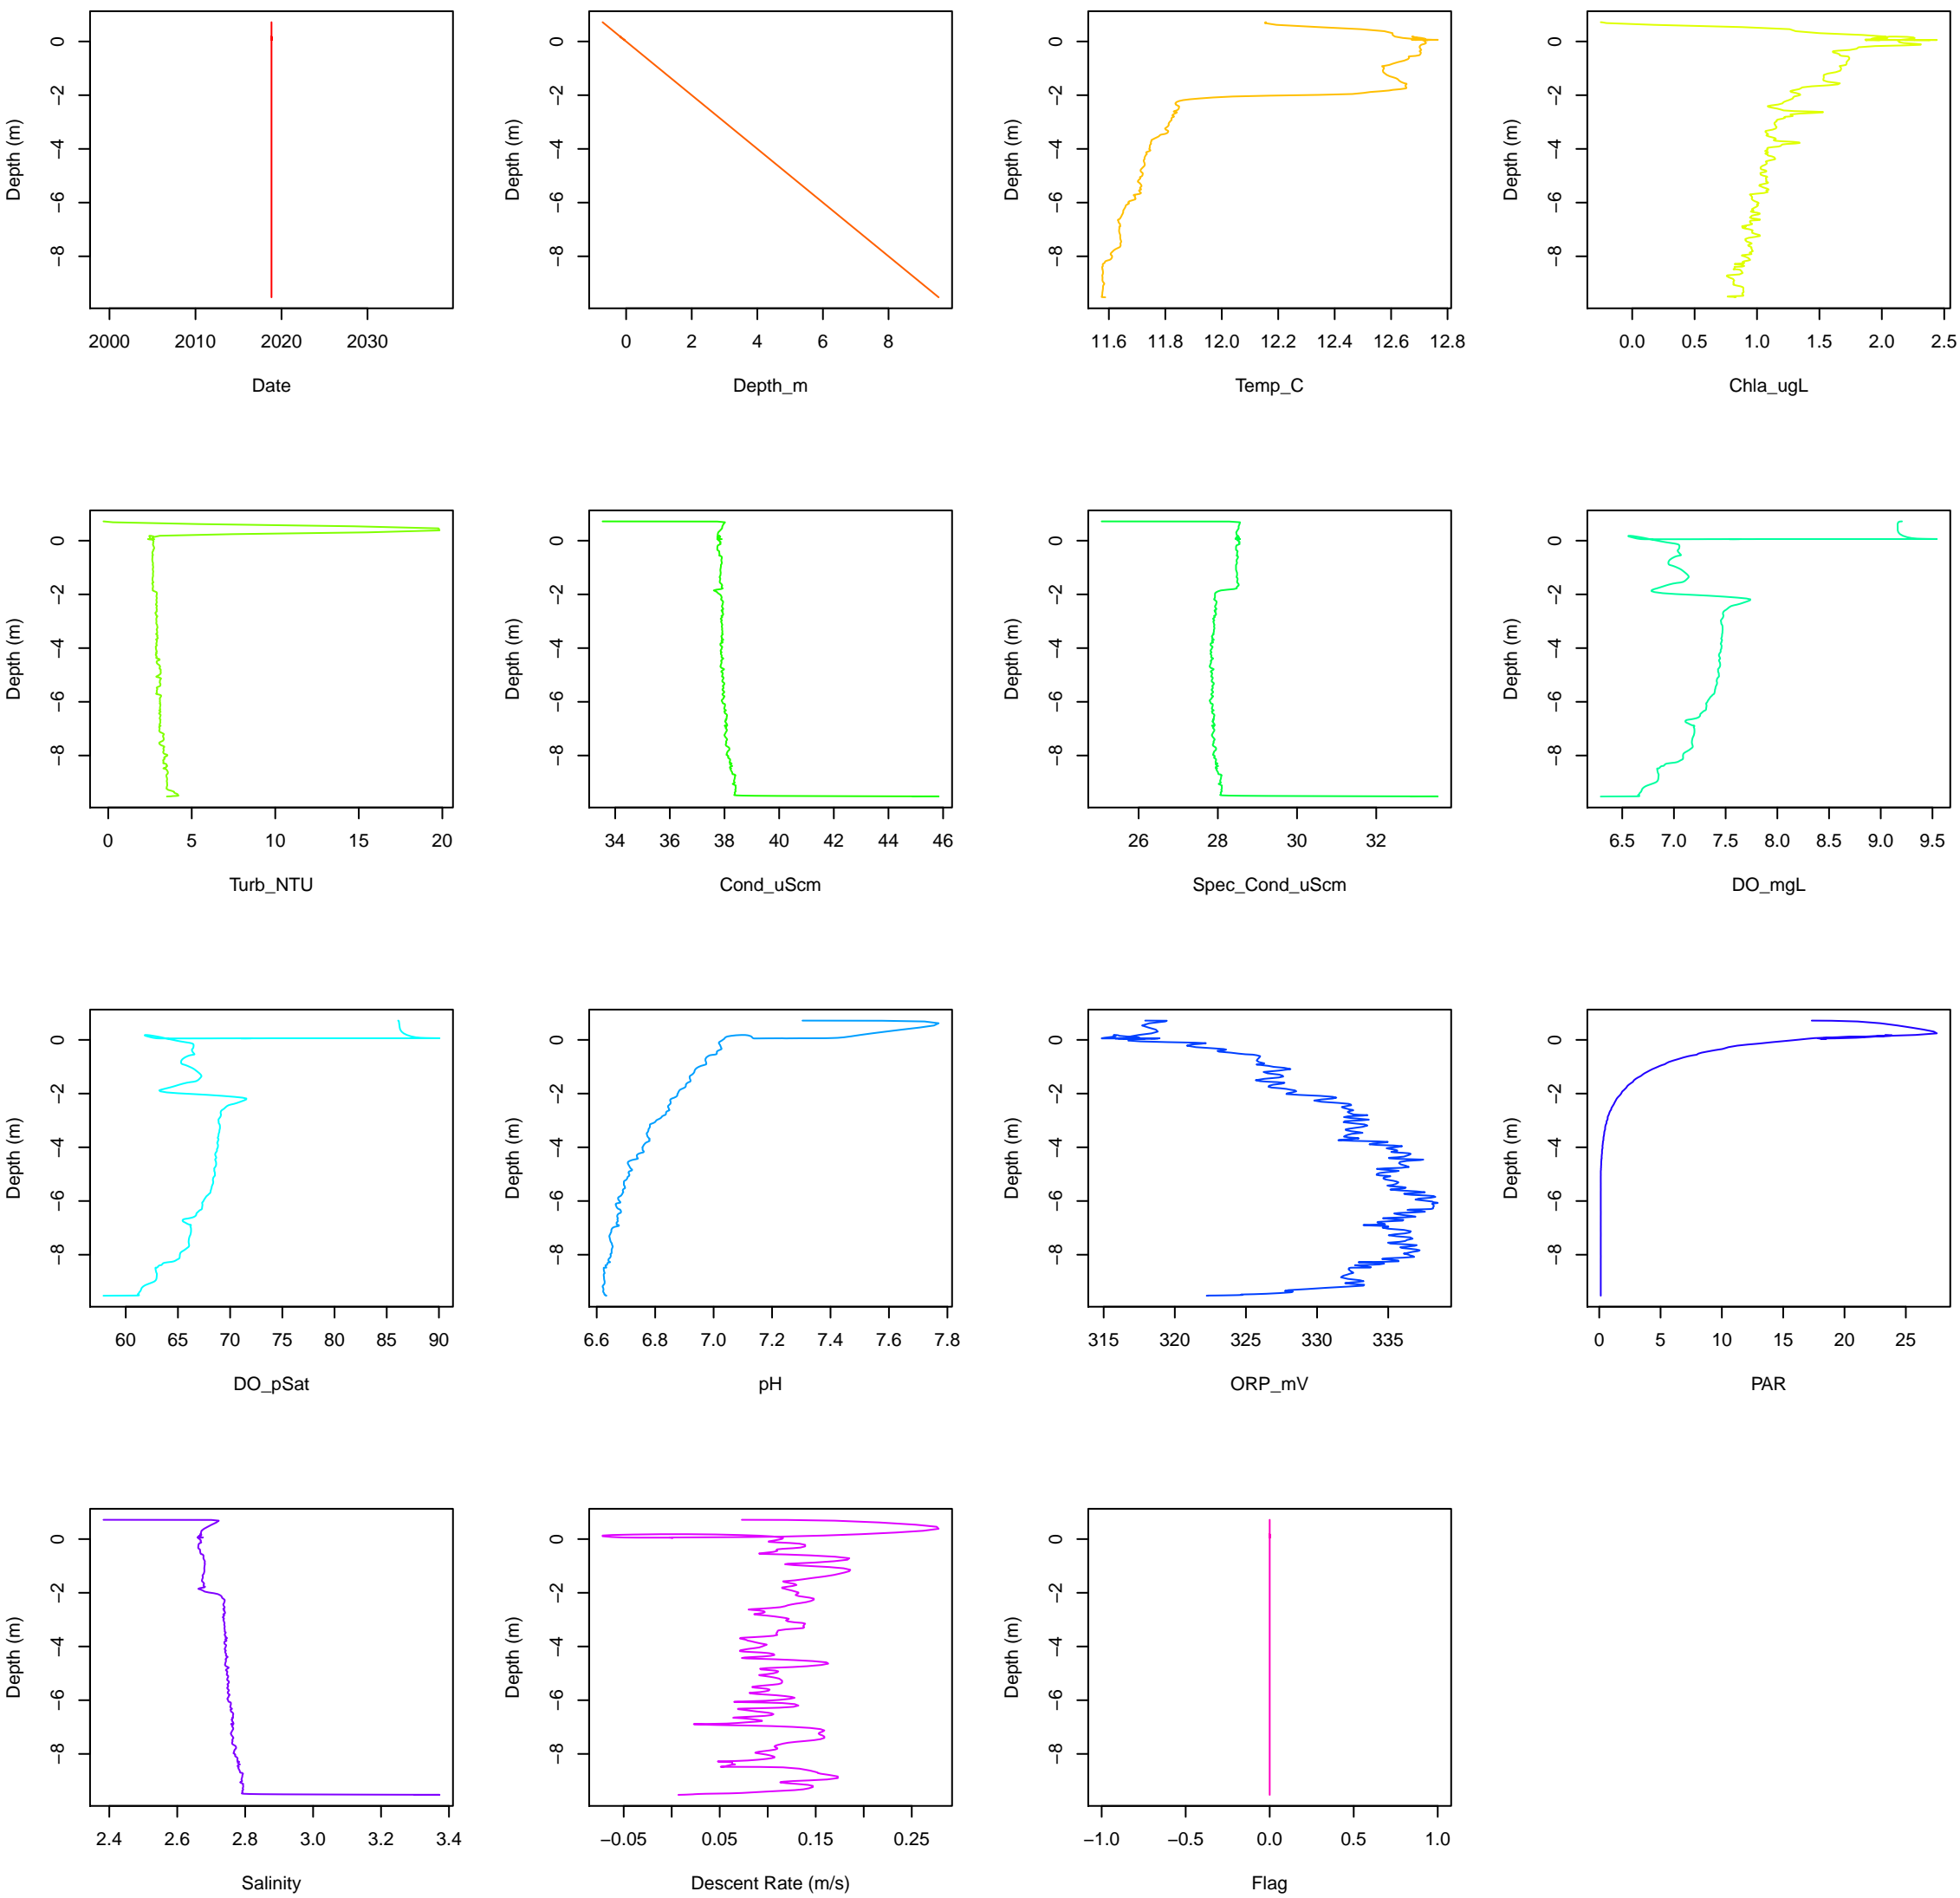 Depth (m)
0
−2
−4
−6
−8
2000 2010 2020 2030
Date
Depth (m)
0
−2
−4
−6
−8
0 2 4 6 8
Depth_m
Depth (m)
0
−2
−4
−6
−8
11.6 11.8 12.0 12.2 12.4 12.6 12.8
Temp_C
Depth (m)
0
−2
−4
−6
−8
0.0 0.5 1.0 1.5 2.0 2.5
Chla_ugL
Depth (m)
0
−2
−4
−6
−8
0 5 10 15 20
Turb_NTU
Depth (m)
0
−2
−4
−6
−8
34 36 38 40 42 44 46
Cond_uScm
Depth (m)
0
−2
−4
−6
−8
26 28 30 32
Spec_Cond_uScm
Depth (m)
0
−2
−4
−6
−8
6.5 7.0 7.5 8.0 8.5 9.0 9.5
DO_mgL
Depth (m)
0
−2
−4
−6
−8
60 65 70 75 80 85 90
DO_pSat
Depth (m)
0
−2
−4
−6
−8
6.6 6.8 7.0 7.2 7.4 7.6 7.8
pH
Depth (m)
0
−2
−4
−6
−8
315 320 325 330 335
ORP_mV
Depth (m)
0
−2
−4
−6
−8
0 5 10 15 20 25
PAR
Depth (m)
0
−2
−4
−6
−8
2.4 2.6 2.8 3.0 3.2 3.4
Salinity
Depth (m)
0
−2
−4
−6
−8
−0.05 0.05 0.15 0.25
Descent Rate (m/s)
Depth (m)
0
−2
−4
−6
−8
−1.0 −0.5 0.0 0.5 1.0
Flag